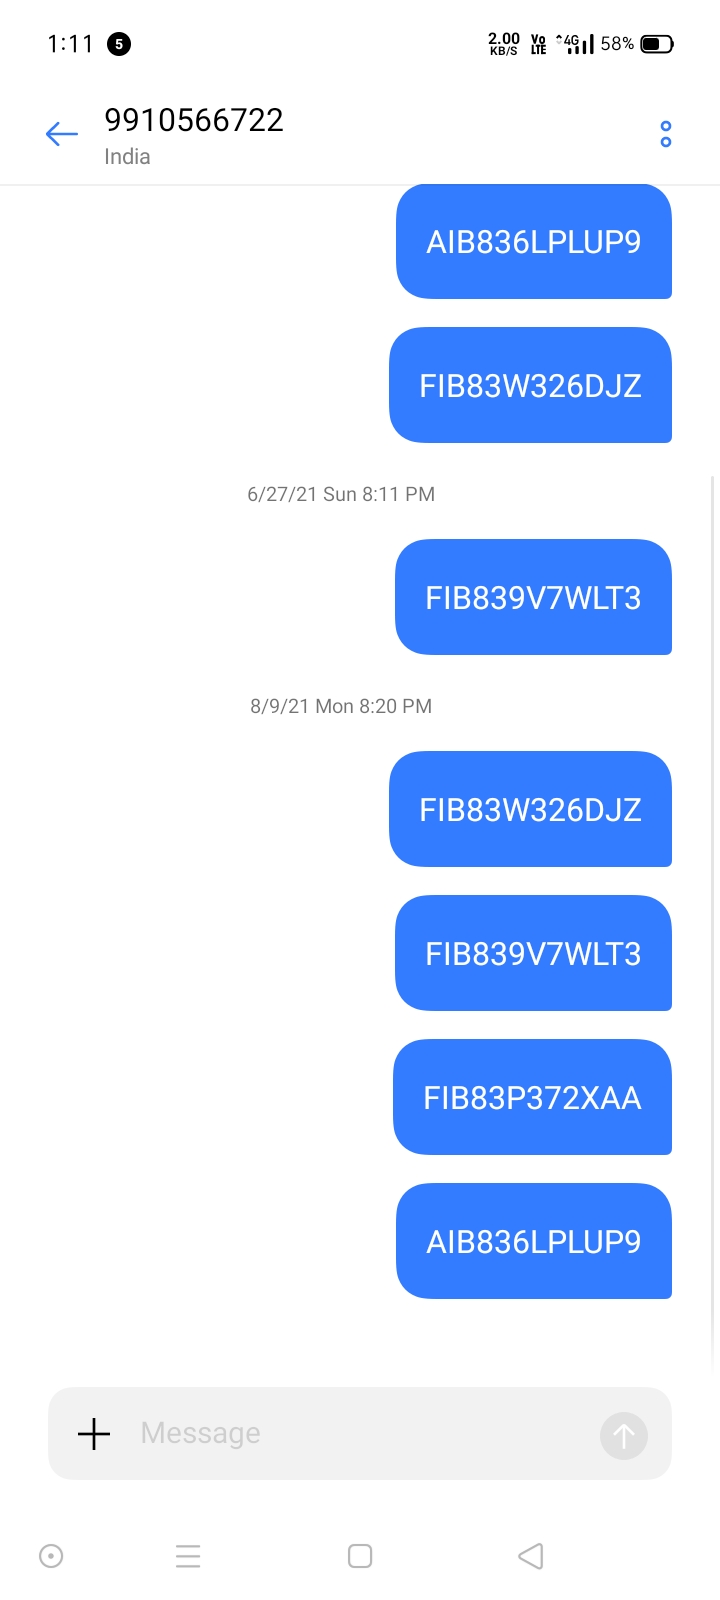 1:11 5 2.00 KB/S Vo LTE 4G 58%
9910566722
India
AIB836LPLUP9
FIB83W326DJZ
6/27/21 Sun 8:11 PM
FIB839V7WLT3
8/9/21 Mon 8:20 PM
FIB83W326DJZ
FIB839V7WLT3
FIB83P372XAA
AIB836LPLUP9
Message